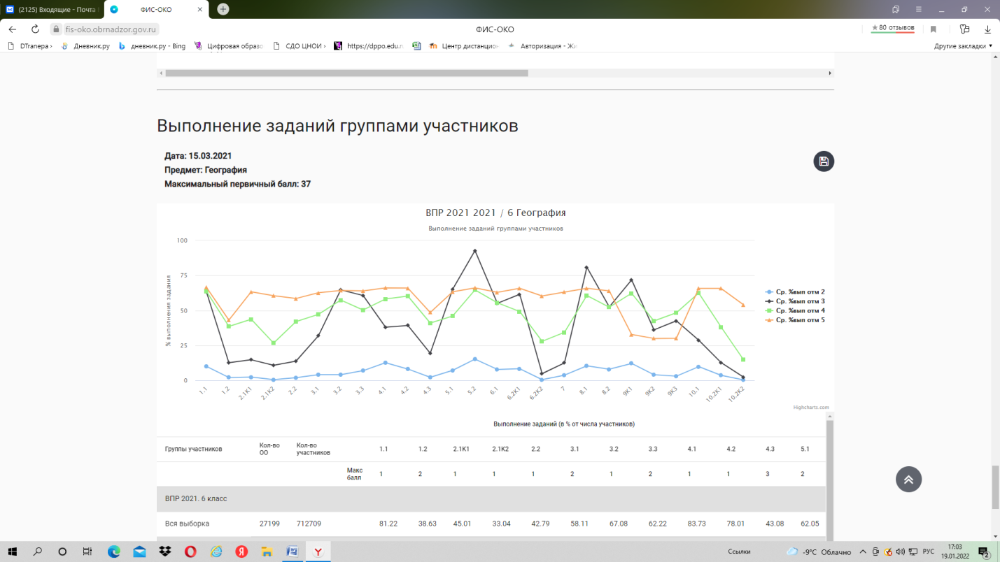 (2125) Входящие - Почта
ФИС-ОКО
fis-oko.obrnadzor.gov.ru
ФИС-ОКО
★ 80 отзывов
DTranepa
Дневник.ру
дневник.ру - Bing
Цифровая образо
СДО ЦНОИ
https://dppo.edu.ru
Центр дистанцион
Авторизация - Жи
Другие закладки
Выполнение заданий группами участников
Дата: 15.03.2021
Предмет: География
Максимальный первичный балл: 37
ВПР 2021 2021 / 6 География
Выполнение заданий группами участников
% выполнения задания
100
75
50
25
0
1.1 1.2 2.1K1 2.1K2 2.2 3.1 3.2 3.3 4.1 4.2 4.3 5.1 5.2 6.1 6.2K1 6.2K2 7 8.1 8.2 9K1 9K2 9K3 10.1 10.2K1 10.2K2
Ср. %вып отм 2
Ср. %вып отм 3
Ср. %вып отм 4
Ср. %вып отм 5
Highcharts.com
Выполнение заданий (в % от числа участников)
Группы участников Кол-во ОО Кол-во участников 1.1 1.2 2.1K1 2.1K2 2.2 3.1 3.2 3.3 4.1 4.2 4.3 5.1
Макс балл 1 2 1 1 1 2 1 2 1 1 3 2
ВПР 2021. 6 класс
Вся выборка 27199 712709 81.22 38.63 45.01 33.04 42.79 58.11 67.08 62.22 83.73 78.01 43.08 62.05
Ссылки
-9°C Облачно
РУС
17:03
19.01.2022
2